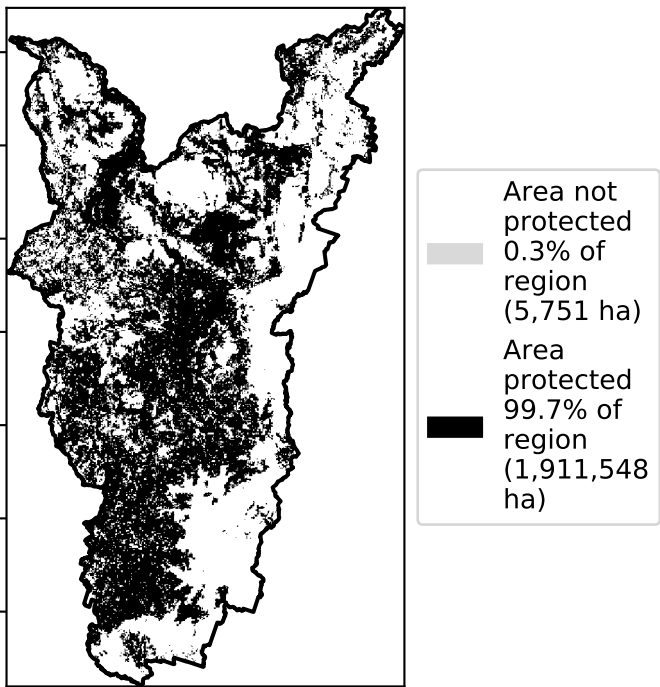 Area not
protected
0.3% of
region
(5,751 ha)
Area
protected
99.7% of
region
(1,911,548
ha)